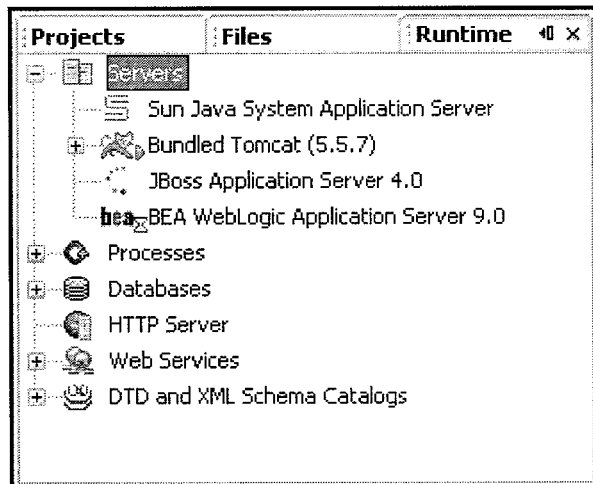 Projects Files Runtime
Servers
Sun Java System Application Server
Bundled Tomcat (5.5.7)
JBoss Application Server 4.0
bea BEA WebLogic Application Server 9.0
Processes
Databases
HTTP Server
Web Services
DTD and XML Schema Catalogs